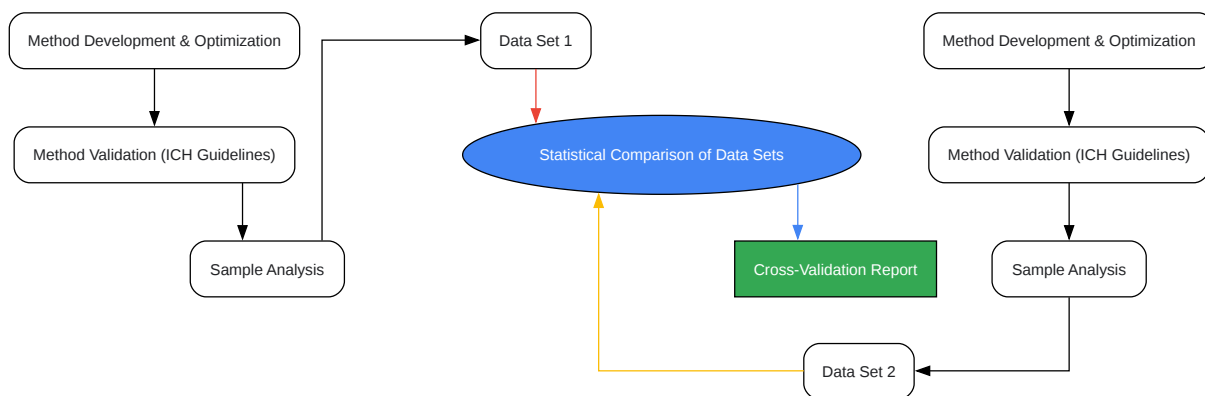 Method Development & Optimization
Data Set 1
Method Development & Optimization
Method Validation (ICH Guidelines)
Statistical Comparison of Data Sets
Method Validation (ICH Guidelines)
Sample Analysis
Cross-Validation Report
Sample Analysis
Data Set 2